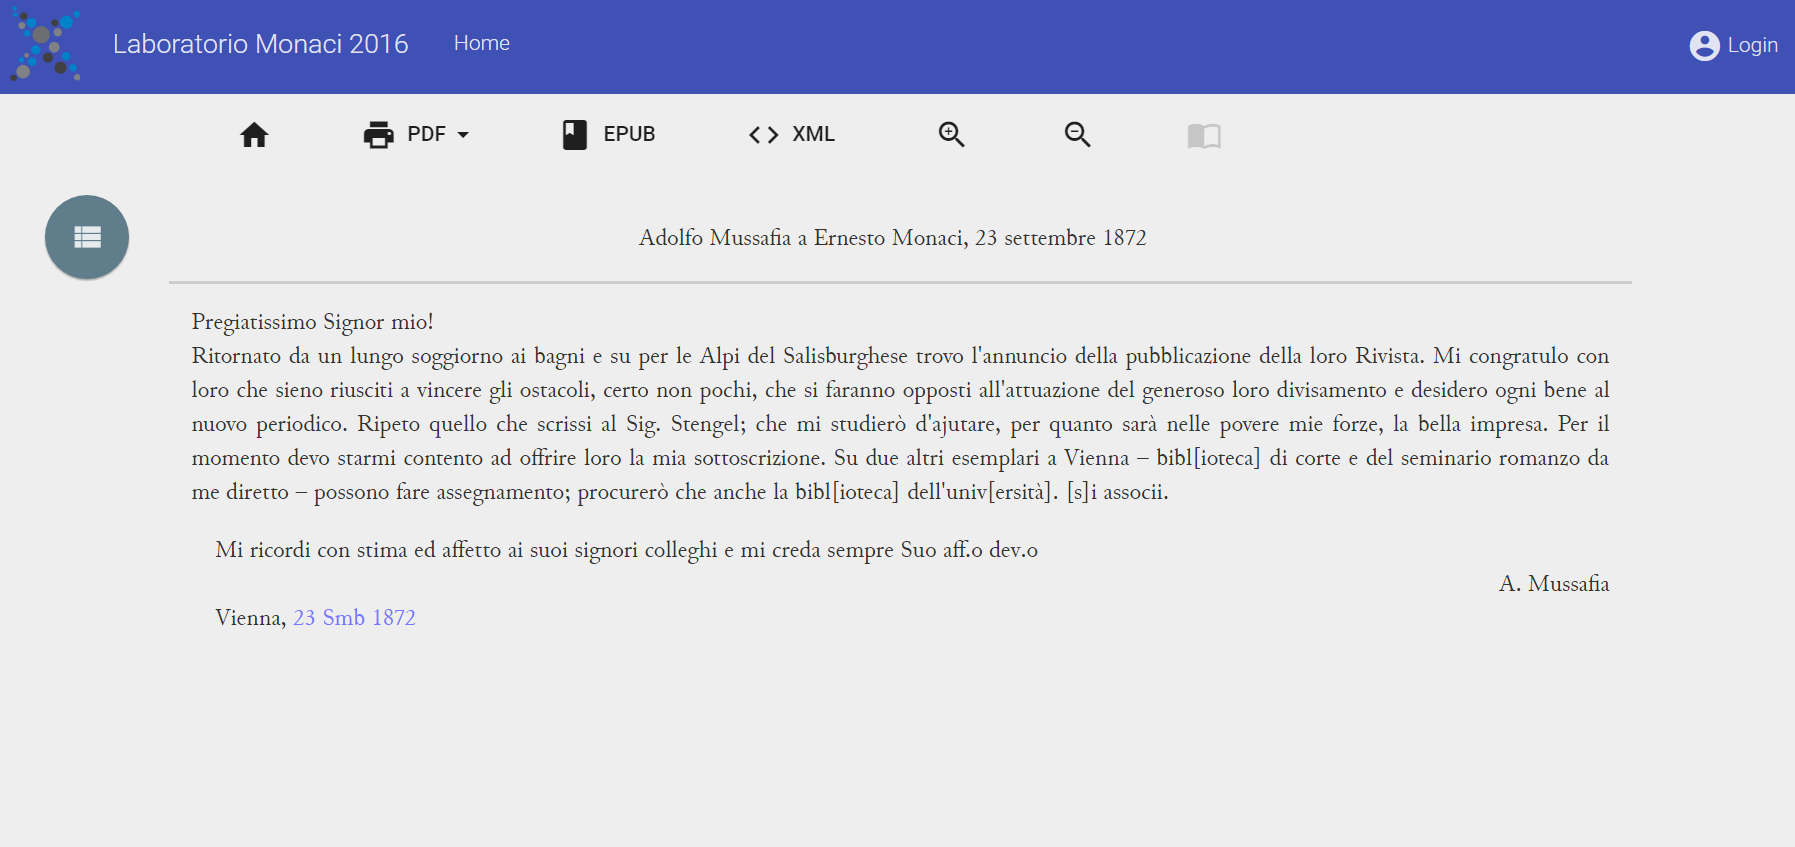 Laboratorio Monaci 2016
Home
Login
PDF
EPUB
XML
Adolfo Mussafia a Ernesto Monaci, 23 settembre 1872
Pregiatissimo Signor mio!
Ritornato da un lungo soggiorno ai bagni e su per le Alpi del Salisburghese trovo l'annuncio della pubblicazione della loro Rivista. Mi congratulo con
loro che sieno riusciti a vincere gli ostacoli, certo non pochi, che si faranno opposti all'attuazione del generoso loro divisamento e desidero ogni bene al
nuovo periodico. Ripeto quello che scrissi al Sig. Stengel; che mi studierò d'ajutare, per quanto sarà nelle povere mie forze, la bella impresa. Per il
momento devo starmi contento ad offrire loro la mia sottoscrizione. Su due altri esemplari a Vienna – bibl[ioteca] di corte e del seminario romanzo da
me diretto – possono fare assegnamento; procurerò che anche la bibl[ioteca] dell'univ[ersità]. [s]i associi.
Mi ricordi con stima ed affetto ai suoi signori colleghi e mi creda sempre Suo aff.o dev.o
A. Mussafia
Vienna, 23 Smb 1872